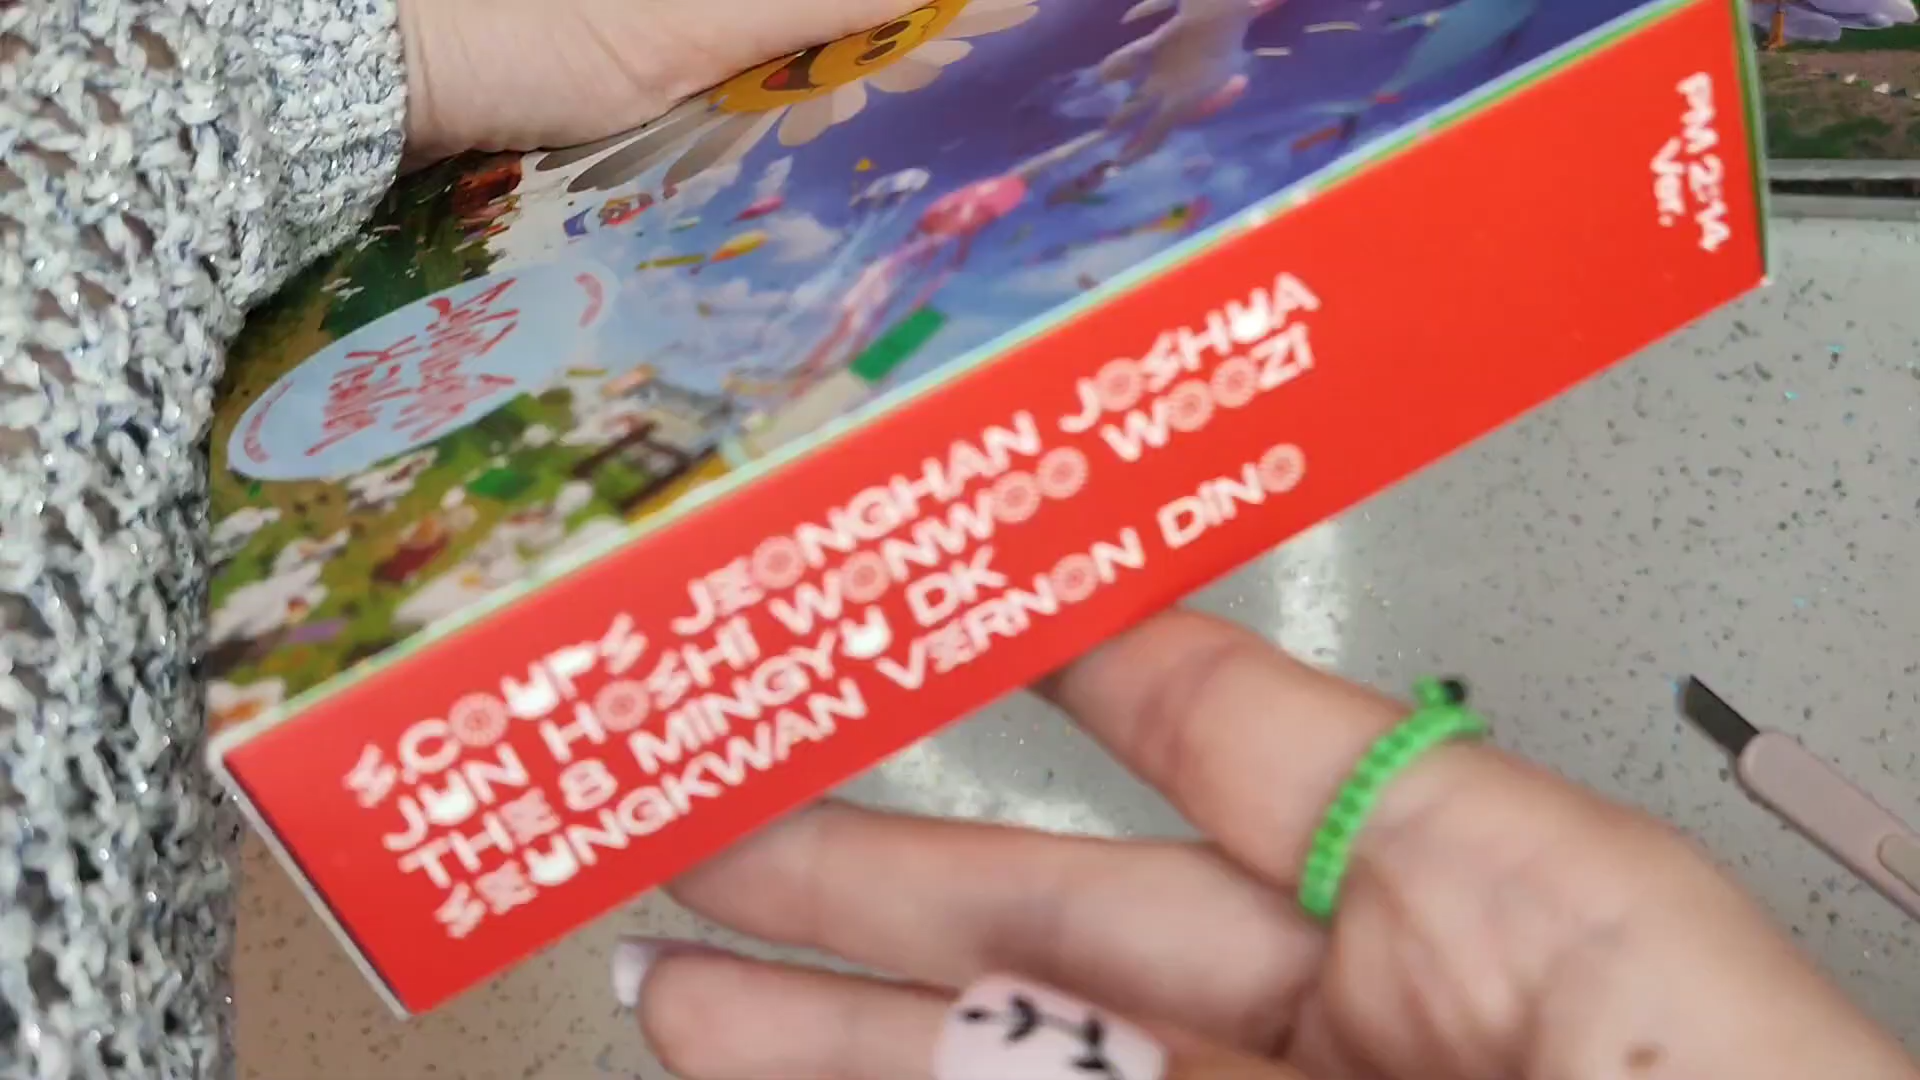 S.COUPS JEONGHAN JOSHUA
JUN HOSHI WONWOO WOOZI
THE 8 MINGYU DK
SEUNGKWAN VERNON DINO
PM 2:14
Ver.